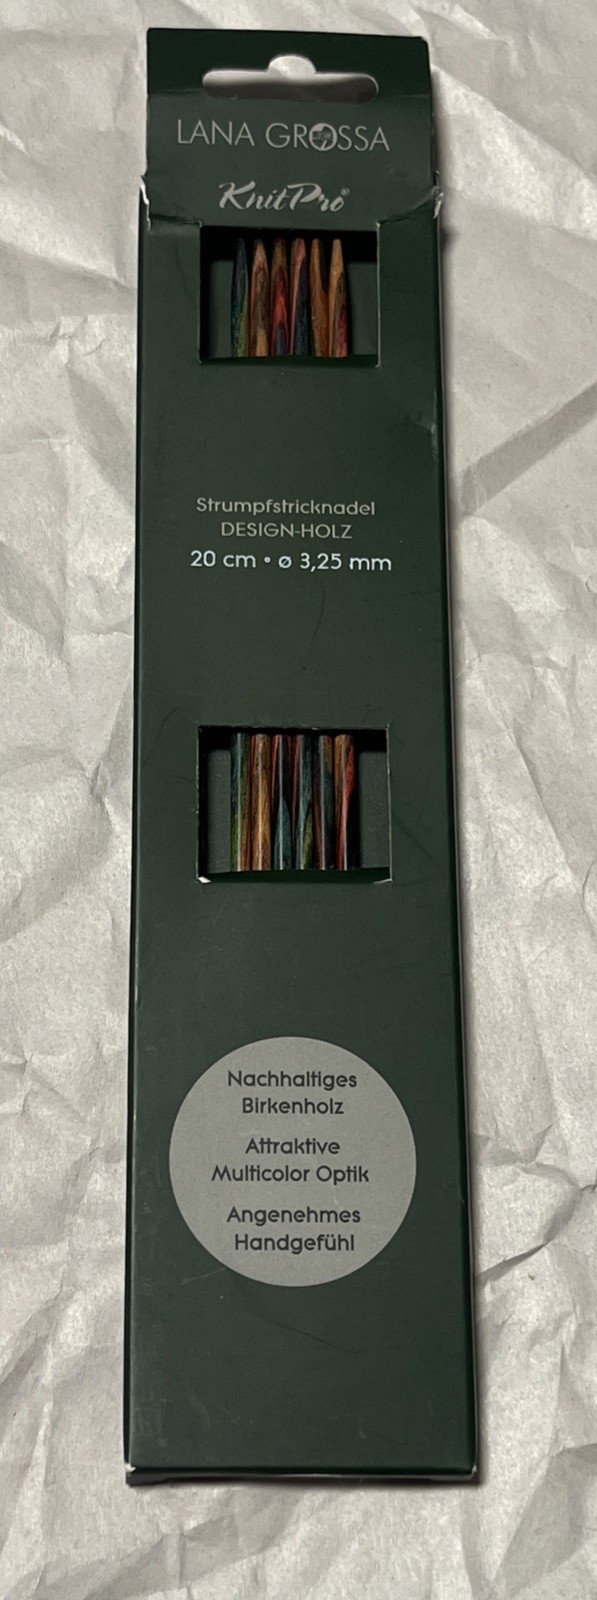 LANA GROSSA
KnitPro®
Strumpfstricknadel
DESIGN-HOLZ
20 cm • ø 3,25 mm
Nachhaltiges
Birkenholz
Attraktive
Multicolor Optik
Angenehmes
Handgefühl